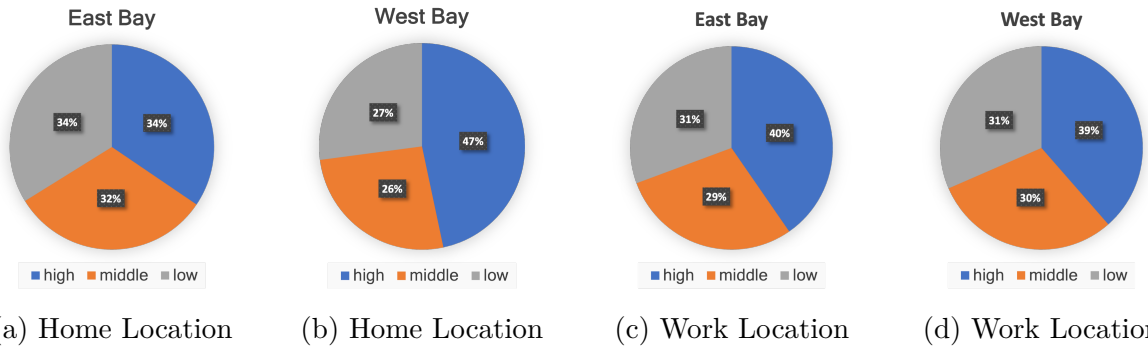 East Bay
34%
34%
32%
high middle low
(a) Home Location
West Bay
27%
47%
26%
high middle low
(b) Home Location
East Bay
31%
40%
29%
high middle low
(c) Work Location
West Bay
31%
39%
30%
high middle low
(d) Work Location